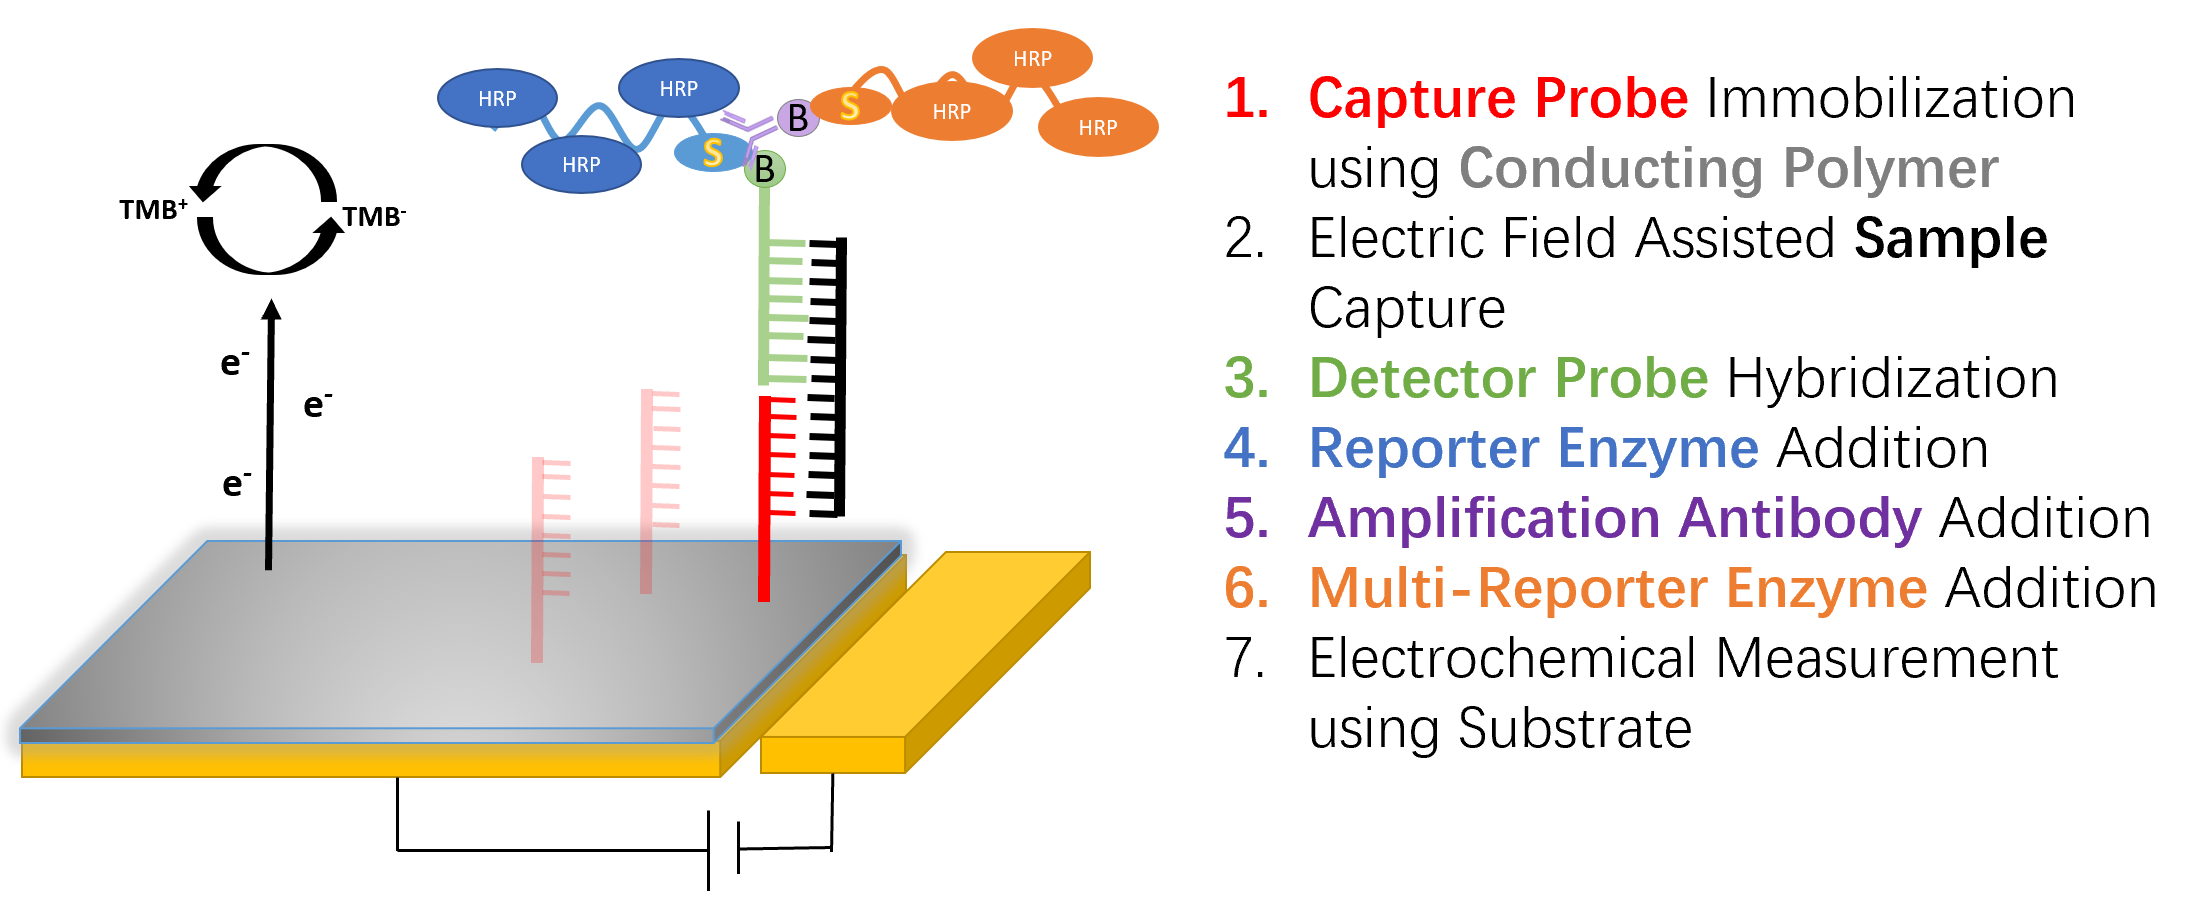 HRP
HRP
HRP
HRP
HRP
HRP
S
B
S
B
TMB+
TMB-
e-
e-
e-
1. Capture Probe Immobilization
using Conducting Polymer
2. Electric Field Assisted Sample
Capture
3. Detector Probe Hybridization
4. Reporter Enzyme Addition
5. Amplification Antibody Addition
6. Multi-Reporter Enzyme Addition
7. Electrochemical Measurement
using Substrate